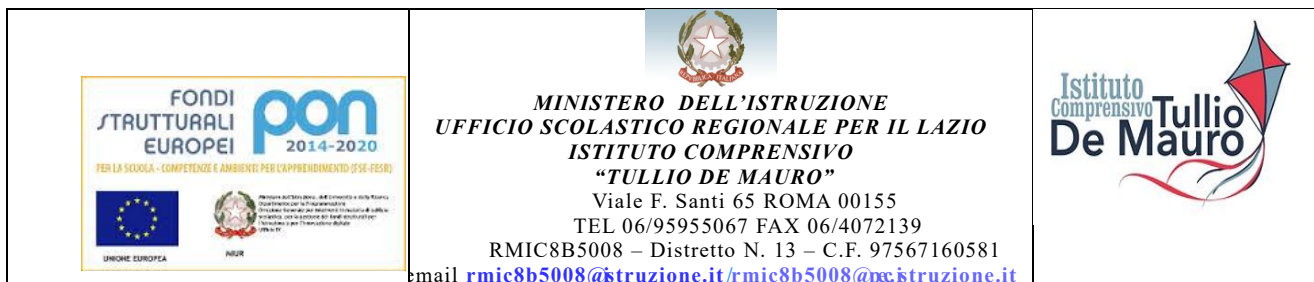 FONDI
STRUTTURALI
EUROPEI
pon
2014-2020
PER LA SCUOLA - COMPETENZE E AMBIENTI PER L'APPRENDIMENTO (FSE-FESR)
UNIONE EUROPEA
MIUR
REPUBBLICA ITALIANA
MINISTERO DELL'ISTRUZIONE
UFFICIO SCOLASTICO REGIONALE PER IL LAZIO
ISTITUTO COMPRENSIVO
“TULLIO DE MAURO”
Viale F. Santi 65 ROMA 00155
TEL 06/95955067 FAX 06/4072139
RMIC8B5008 – Distretto N. 13 – C.F. 97567160581
email rmic8b5008@istruzione.it/rmic8b5008@pec.istruzione.it
Istituto
Comprensivo Tullio
De Mauro